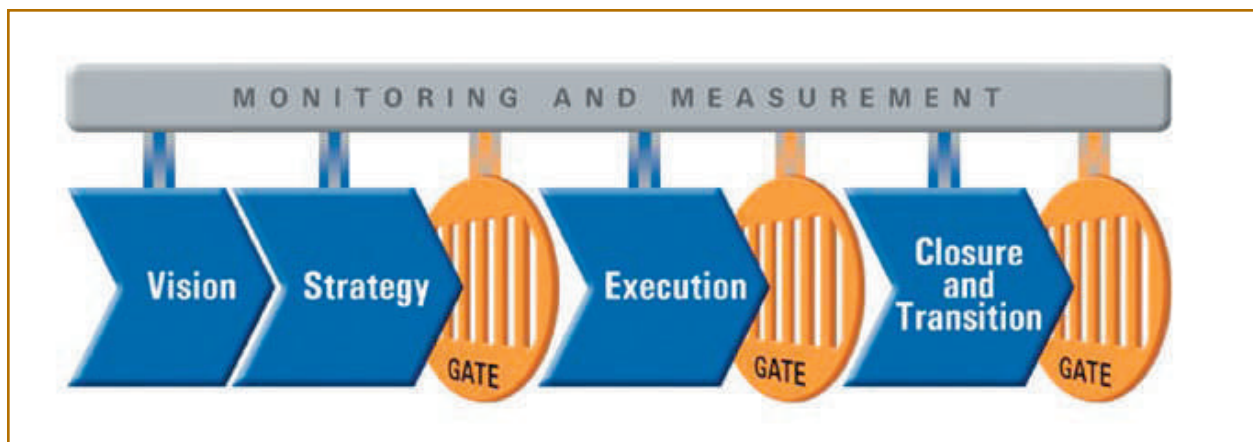 MONITORING AND MEASUREMENT
Vision
Strategy
GATE
Execution
GATE
Closure
and
Transition
GATE